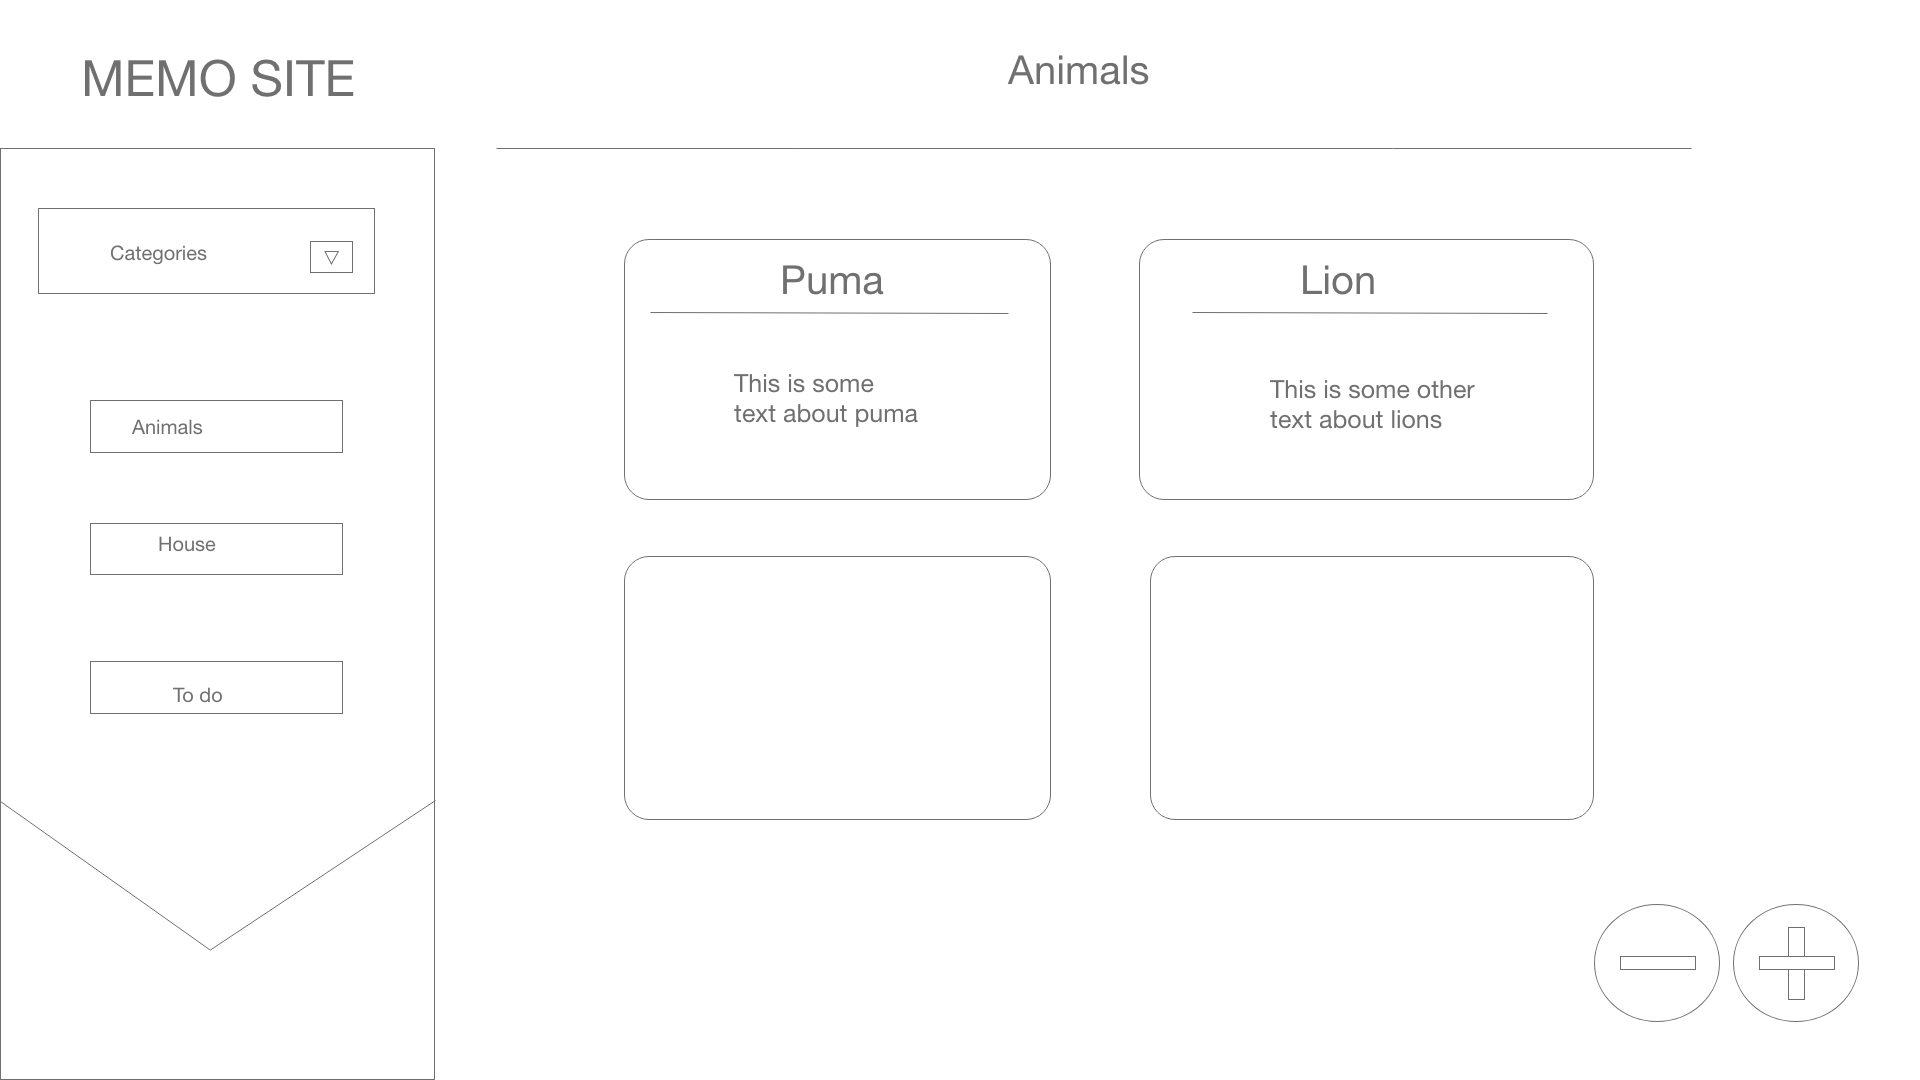 MEMO SITE
Animals
Categories
Animals
House
To do
Puma
This is some
text about puma
Lion
This is some other
text about lions